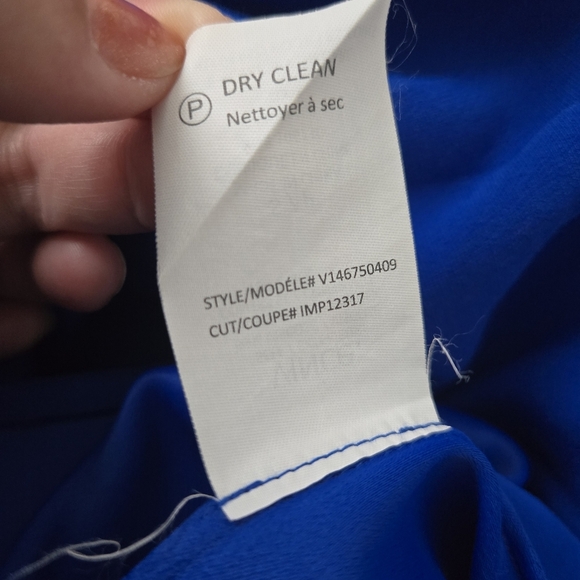 DRY CLEAN
P Nettoyer à sec
STYLE/MODÉLE# V146750409
CUT/COUPE# IMP12317